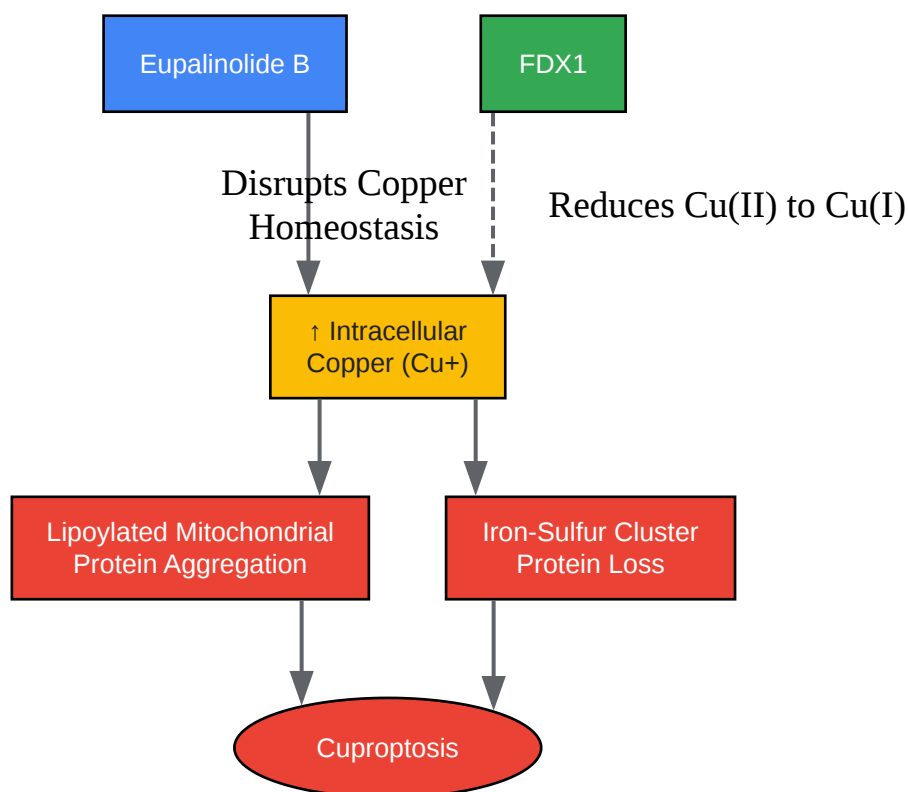 Eupalinolide B
FDX1
Disrupts Copper
Homeostasis
Reduces Cu(II) to Cu(I)
↑ Intracellular
Copper (Cu+)
Lipoylated Mitochondrial
Protein Aggregation
Iron-Sulfur Cluster
Protein Loss
Cuproptosis